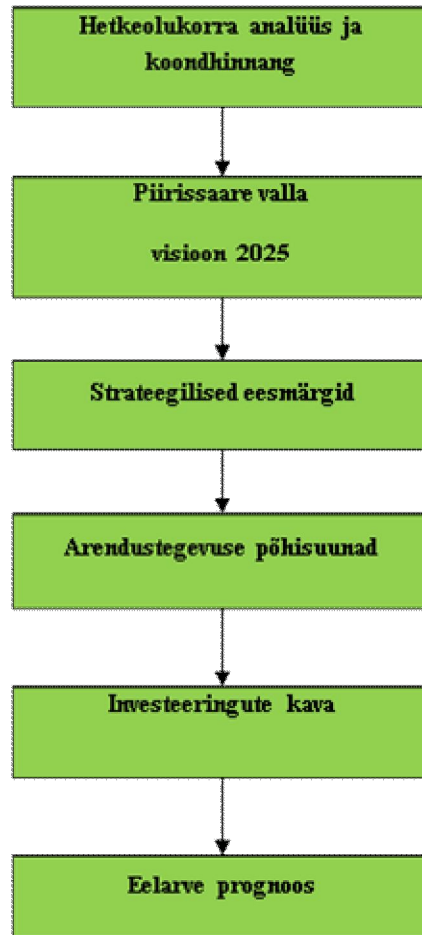 Hetkeolukorra analüüs ja
koondhinnang
Piirissaare valla
visioon 2025
Strateegilised eesmärgid
Arendustegevuse põhisuunad
Investeeringute kava
Eelarve prognoos